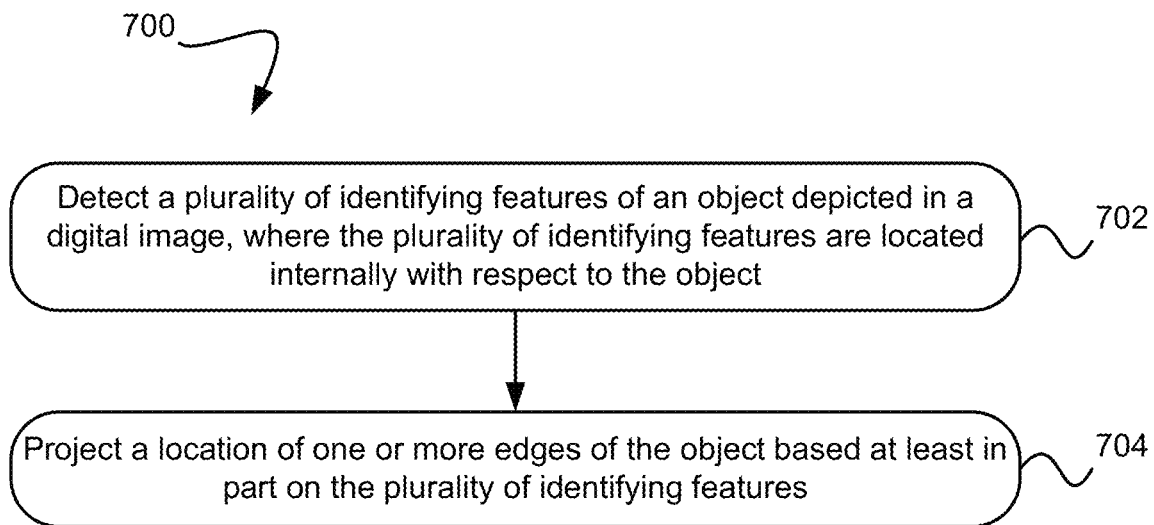 700
Detect a plurality of identifying features of an object depicted in a
digital image, where the plurality of identifying features are located
internally with respect to the object
702
Project a location of one or more edges of the object based at least in
part on the plurality of identifying features
704